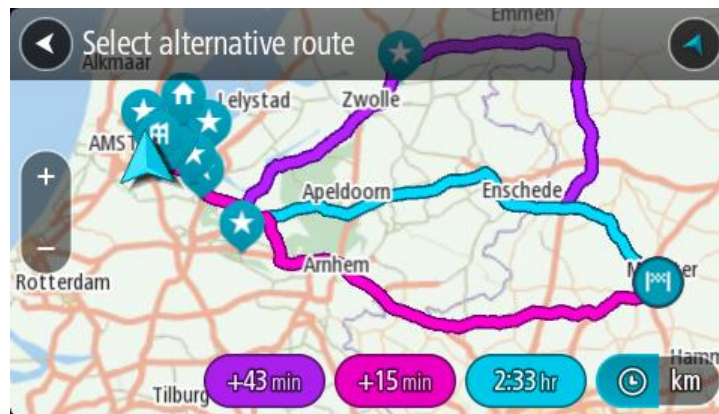 Select alternative route
Emmen
Alkmaar
Lelystad
Zwolle
+
Apeldoorn
Enschede
−
Arnhem
Rotterdam
Tilburg
+43 min
+15 min
2:33 hr
km